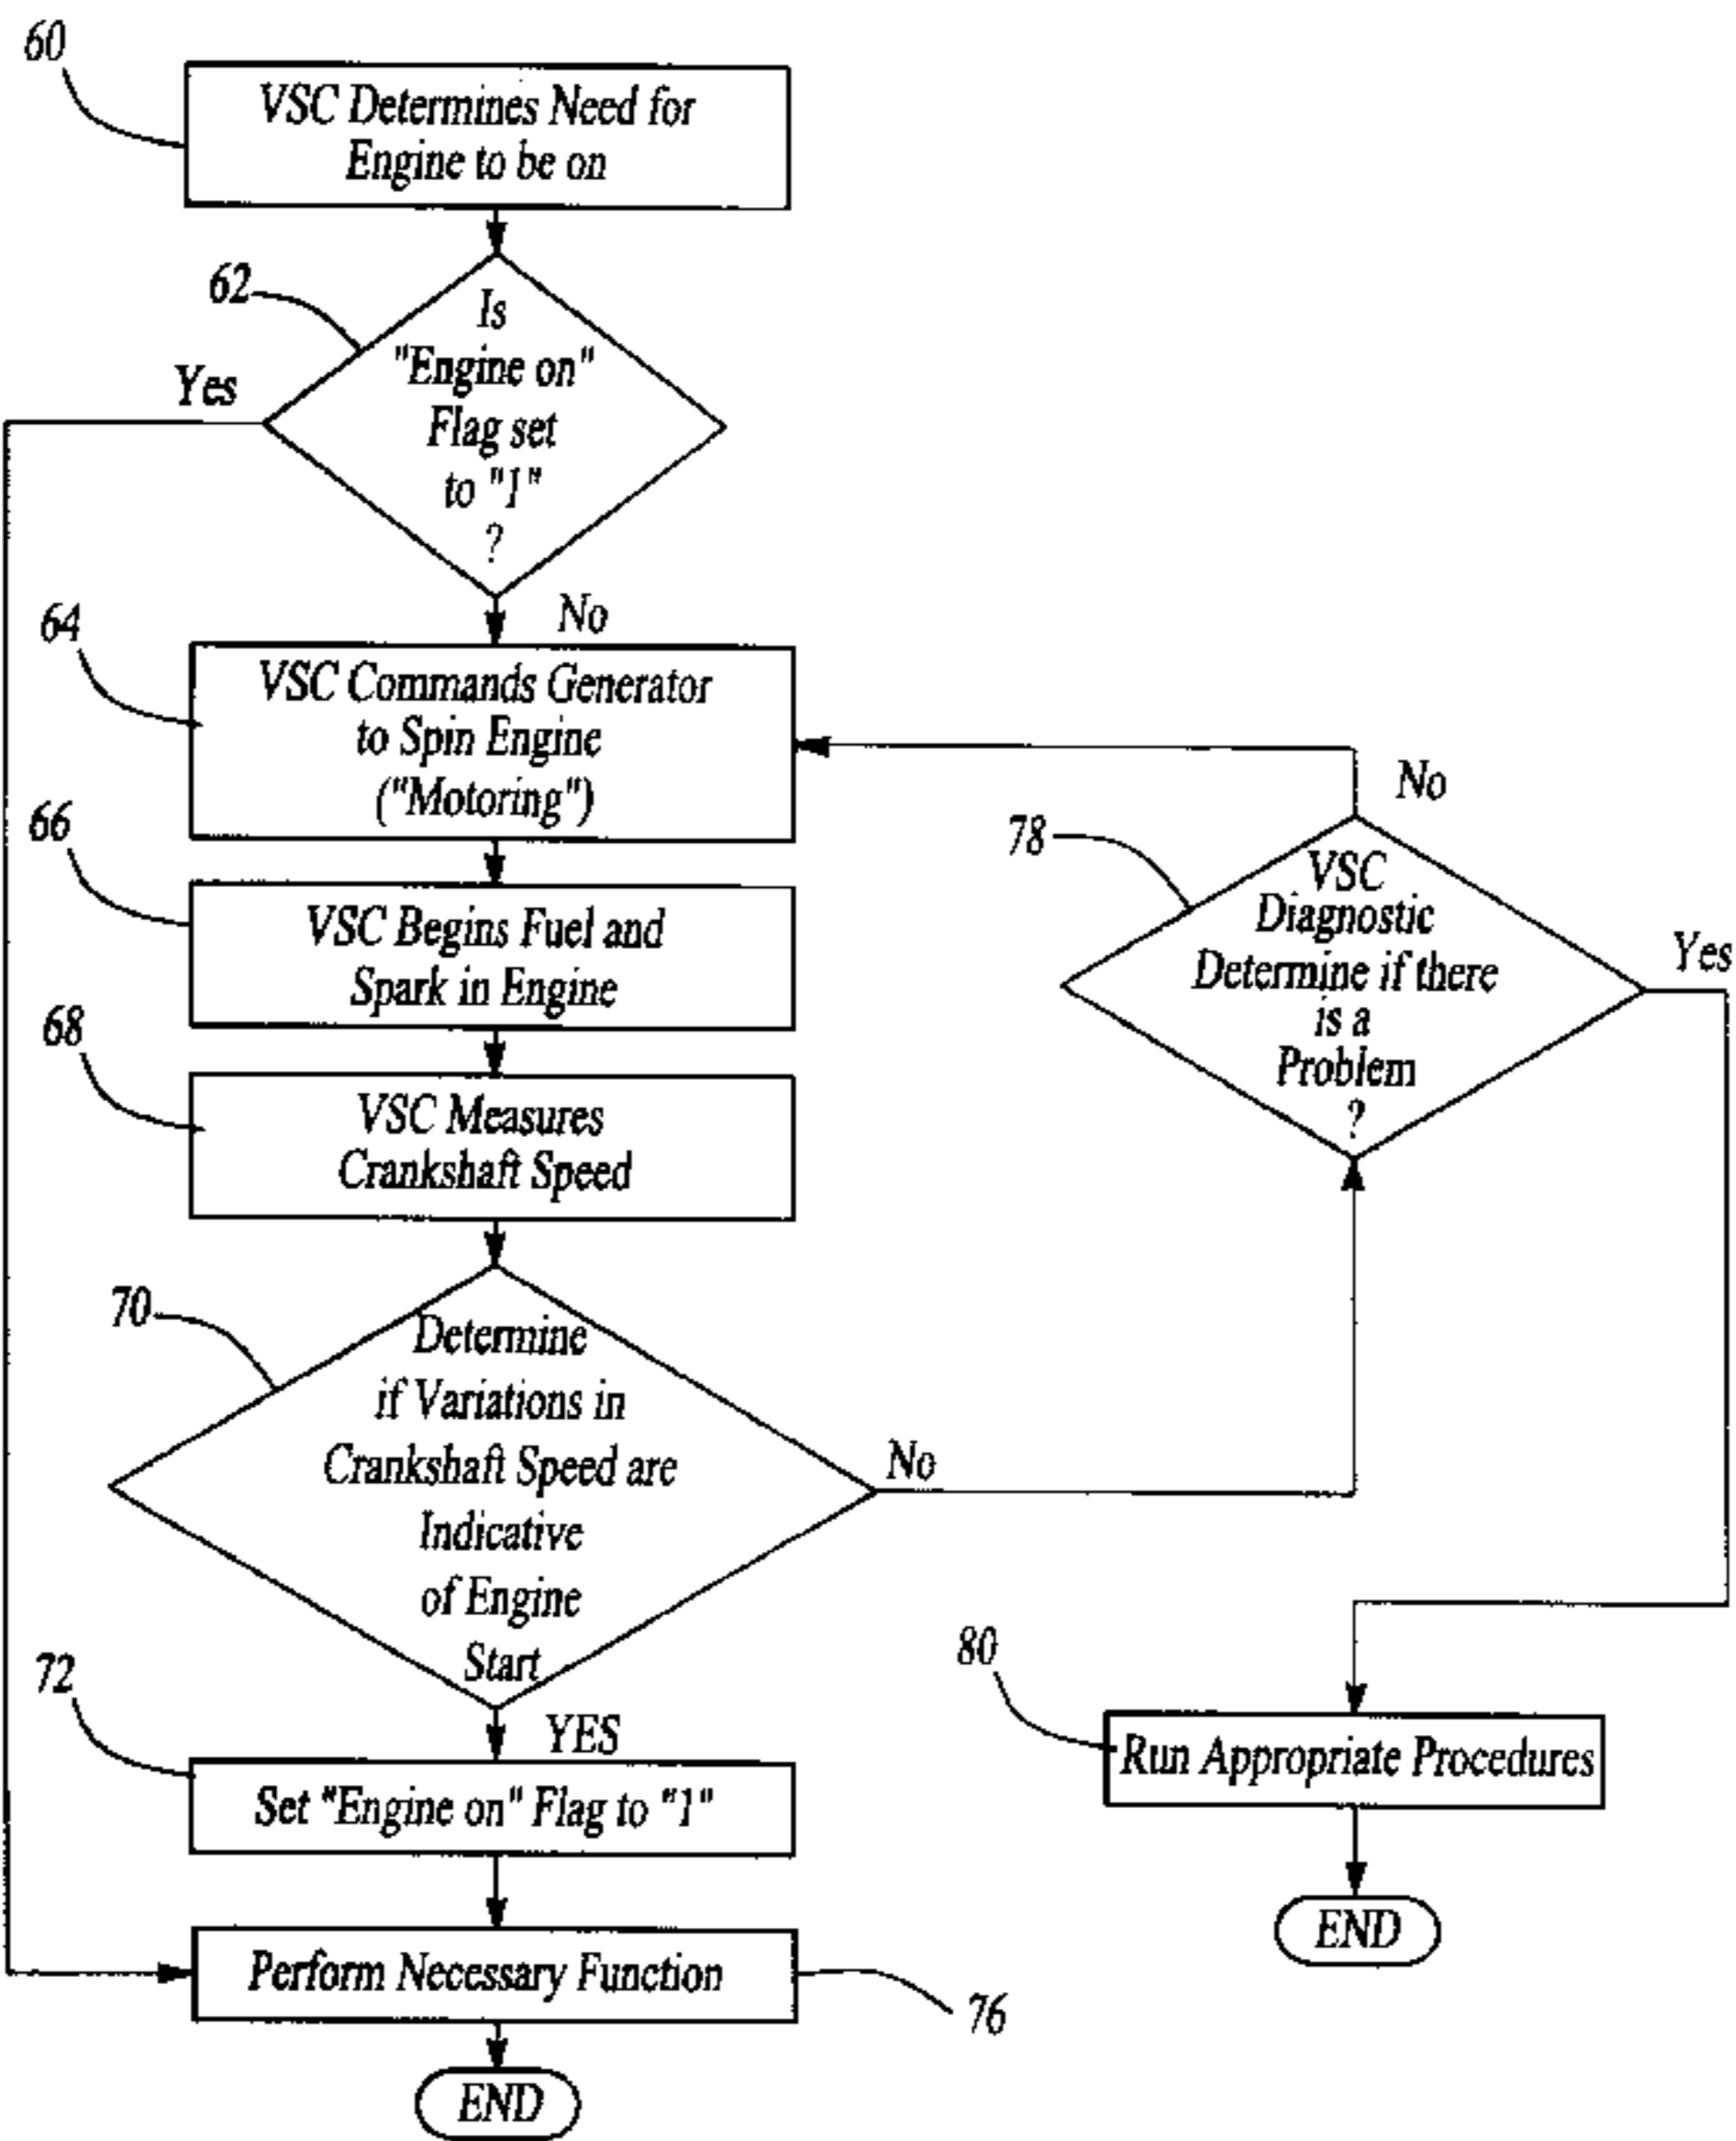 60
VSC Determines Need for
Engine to be on
62
Is
"Engine on"
Flag set
to "1"
?
Yes
No
64
VSC Commands Generator
to Spin Engine
("Motoring")
66
VSC Begins Fuel and
Spark in Engine
68
VSC Measures
Crankshaft Speed
70
Determine
if Variations in
Crankshaft Speed are
Indicative
of Engine
Start
No
YES
72
Set "Engine on" Flag to "1"
Perform Necessary Function
76
END
78
VSC
Diagnostic
Determine if there
is a
Problem
?
No
Yes
80
Run Appropriate Procedures
END